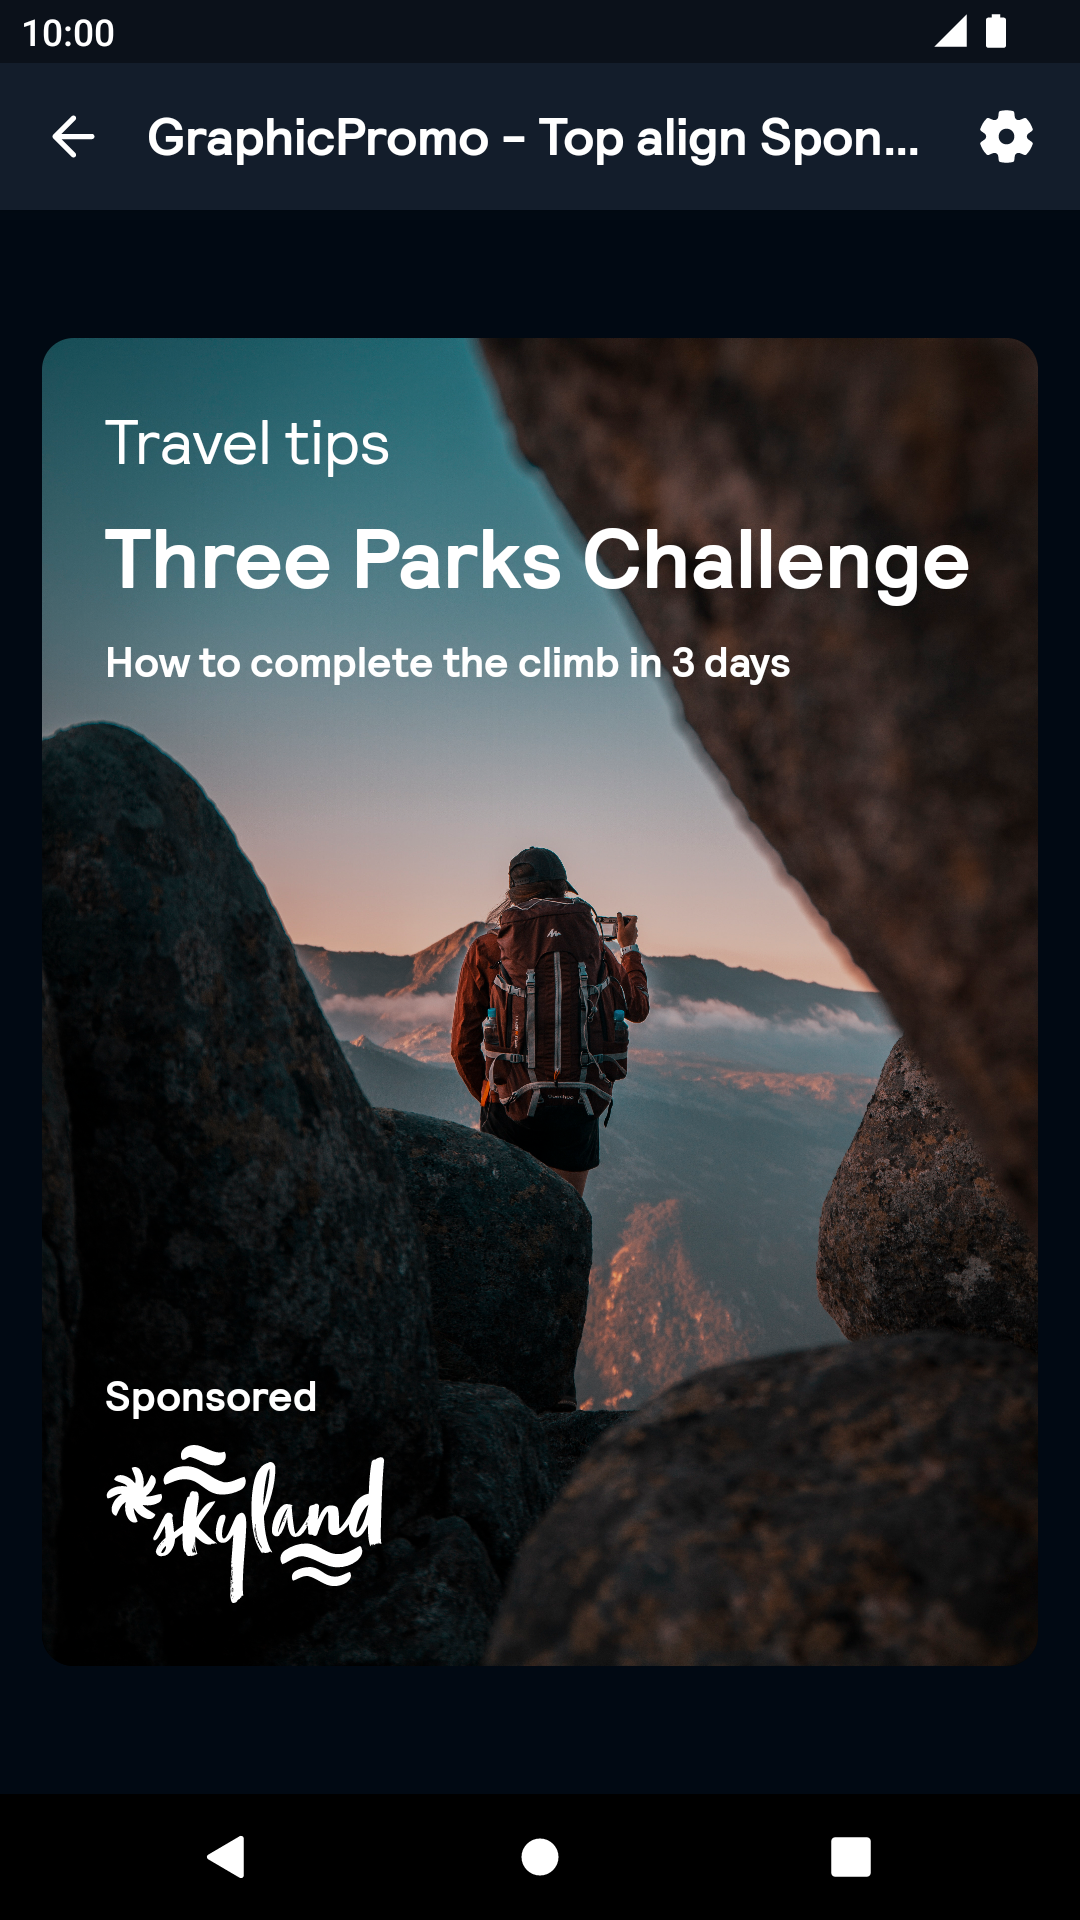 10:00
GraphicPromo - Top align Spon...
Travel tips
Three Parks Challenge
How to complete the climb in 3 days
Sponsored
skyland